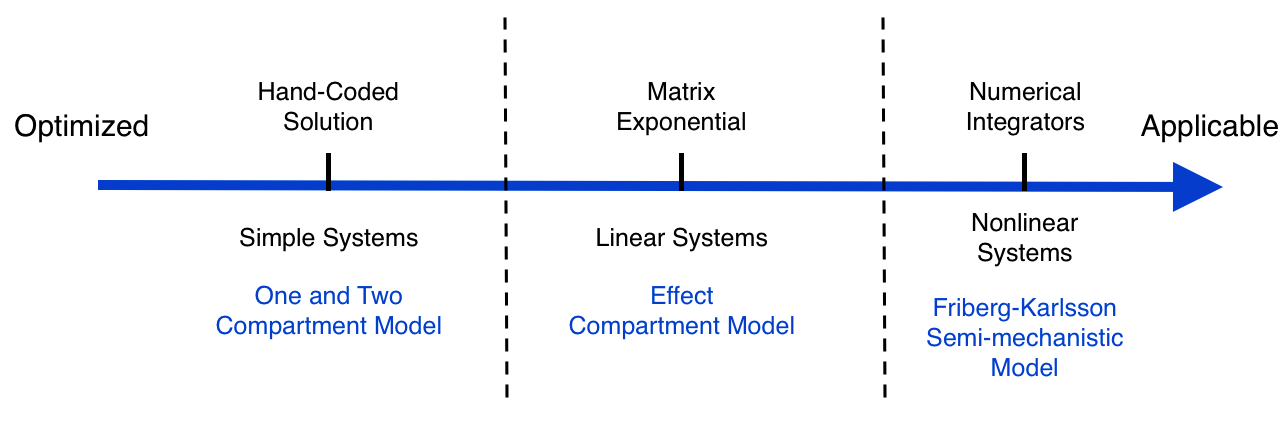 Optimized
Hand-Coded
Solution
Matrix
Exponential
Numerical
Integrators
Applicable
Simple Systems
One and Two
Compartment Model
Linear Systems
Effect
Compartment Model
Nonlinear
Systems
Friberg-Karlsson
Semi-mechanistic
Model